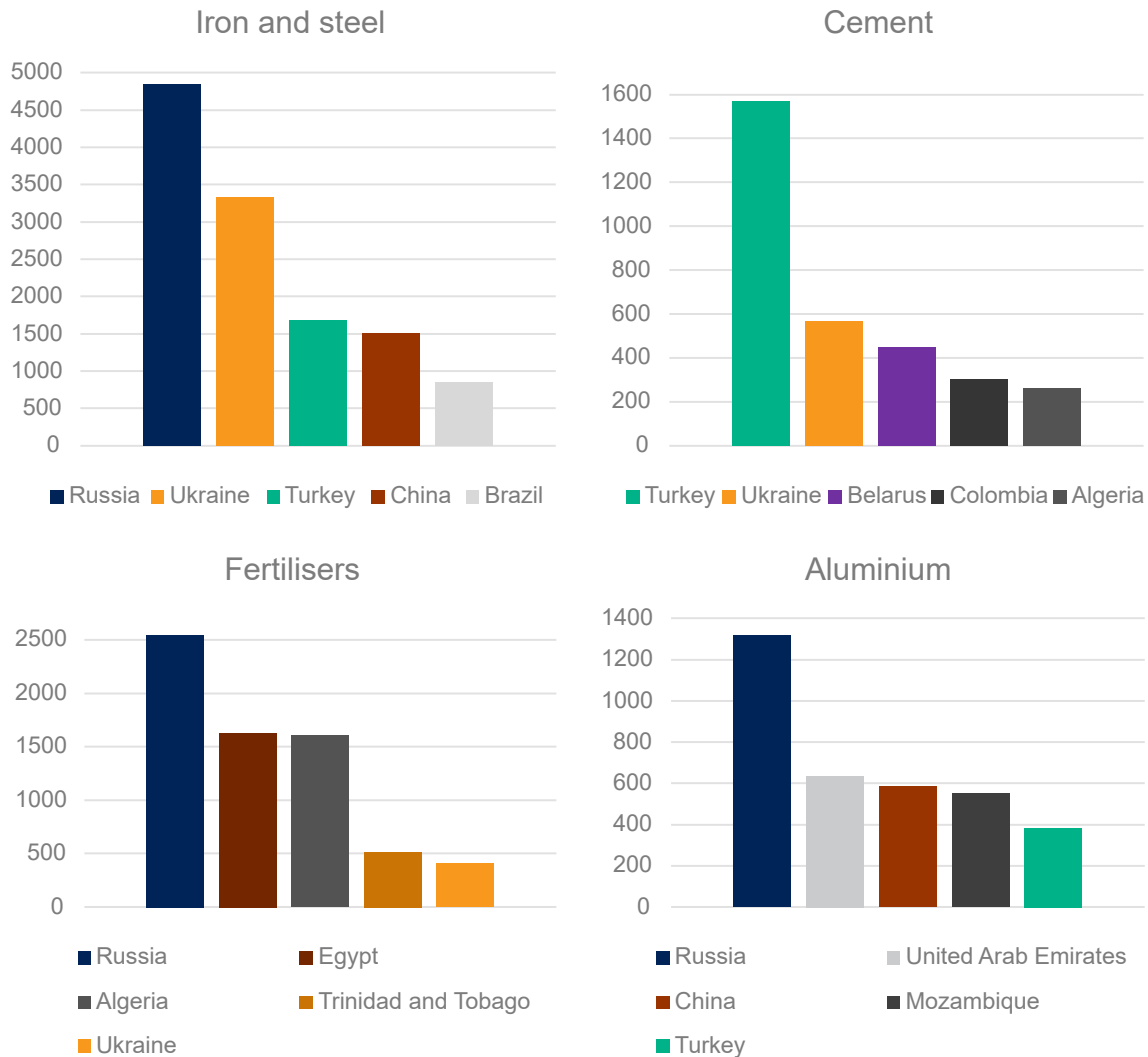 Iron and steel
5000
4500
4000
3500
3000
2500
2000
1500
1000
500
0
Russia Ukraine Turkey China Brazil
Cement
1600
1400
1200
1000
800
600
400
200
0
Turkey Ukraine Belarus Colombia Algeria
Fertilisers
2500
2000
1500
1000
500
0
Russia Egypt
Algeria Trinidad and Tobago
Ukraine
Aluminium
1400
1200
1000
800
600
400
200
0
Russia United Arab Emirates
China Mozambique
Turkey